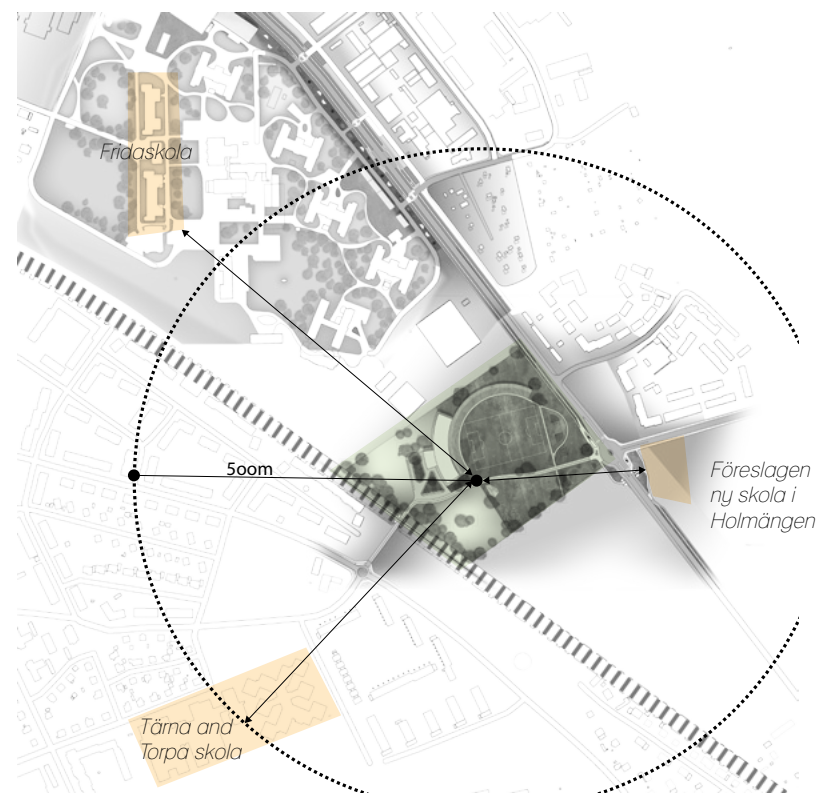 Fridaskola
5oom
Föreslagen
ny skola i
Holmängen
Tärna and
Torpa skola